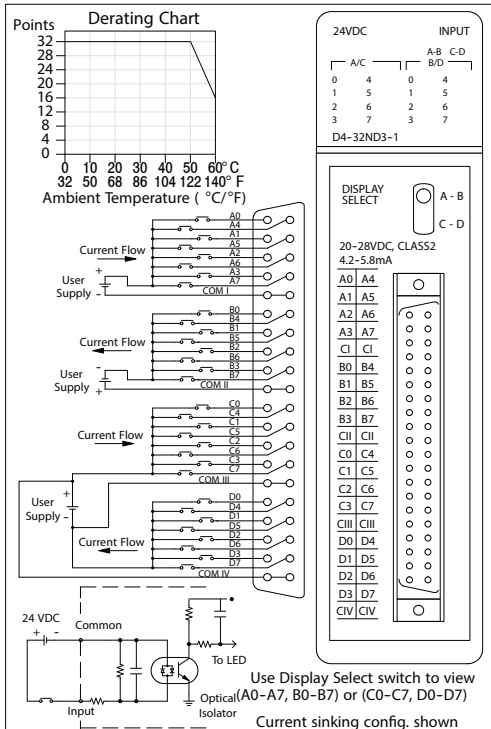 Derating Chart
Points
32
28
24
20
16
12
8
4
0
0 10 20 30 40 50 60°C
32 50 68 86 104 122 140°F
Ambient Temperature ( °C/°F)
A0
A4
A1
A5
A2
A6
A3
A7
COM I
Current Flow
+
User
Supply -
B0
B4
B1
B5
B2
B6
B3
B7
COM II
Current Flow
-
User
Supply
+
C0
C4
C1
C5
C2
C6
C3
C7
COM III
Current Flow
+
User
Supply -
D0
D4
D1
D5
D2
D6
D3
D7
COM IV
Current Flow
24 VDC
+ -
Common
Input
To LED
Optical
Isolator
24VDC INPUT
A-B C-D
A/C B/D
0 4 0 4
1 5 1 5
2 6 2 6
3 7 3 7
D4-32ND3-1
DISPLAY
SELECT
A - B
C - D
20-28VDC, CLASS2
4.2-5.8mA
A0 A4
A1 A5
A2 A6
A3 A7
CI CI
B0 B4
B1 B5
B2 B6
B3 B7
CII CII
C0 C4
C1 C5
C2 C6
C3 C7
CIII CIII
D0 D4
D1 D5
D2 D6
D3 D7
CIV CIV
Use Display Select switch to view
(A0-A7, B0-B7) or (C0-C7, D0-D7)
Current sinking config. shown